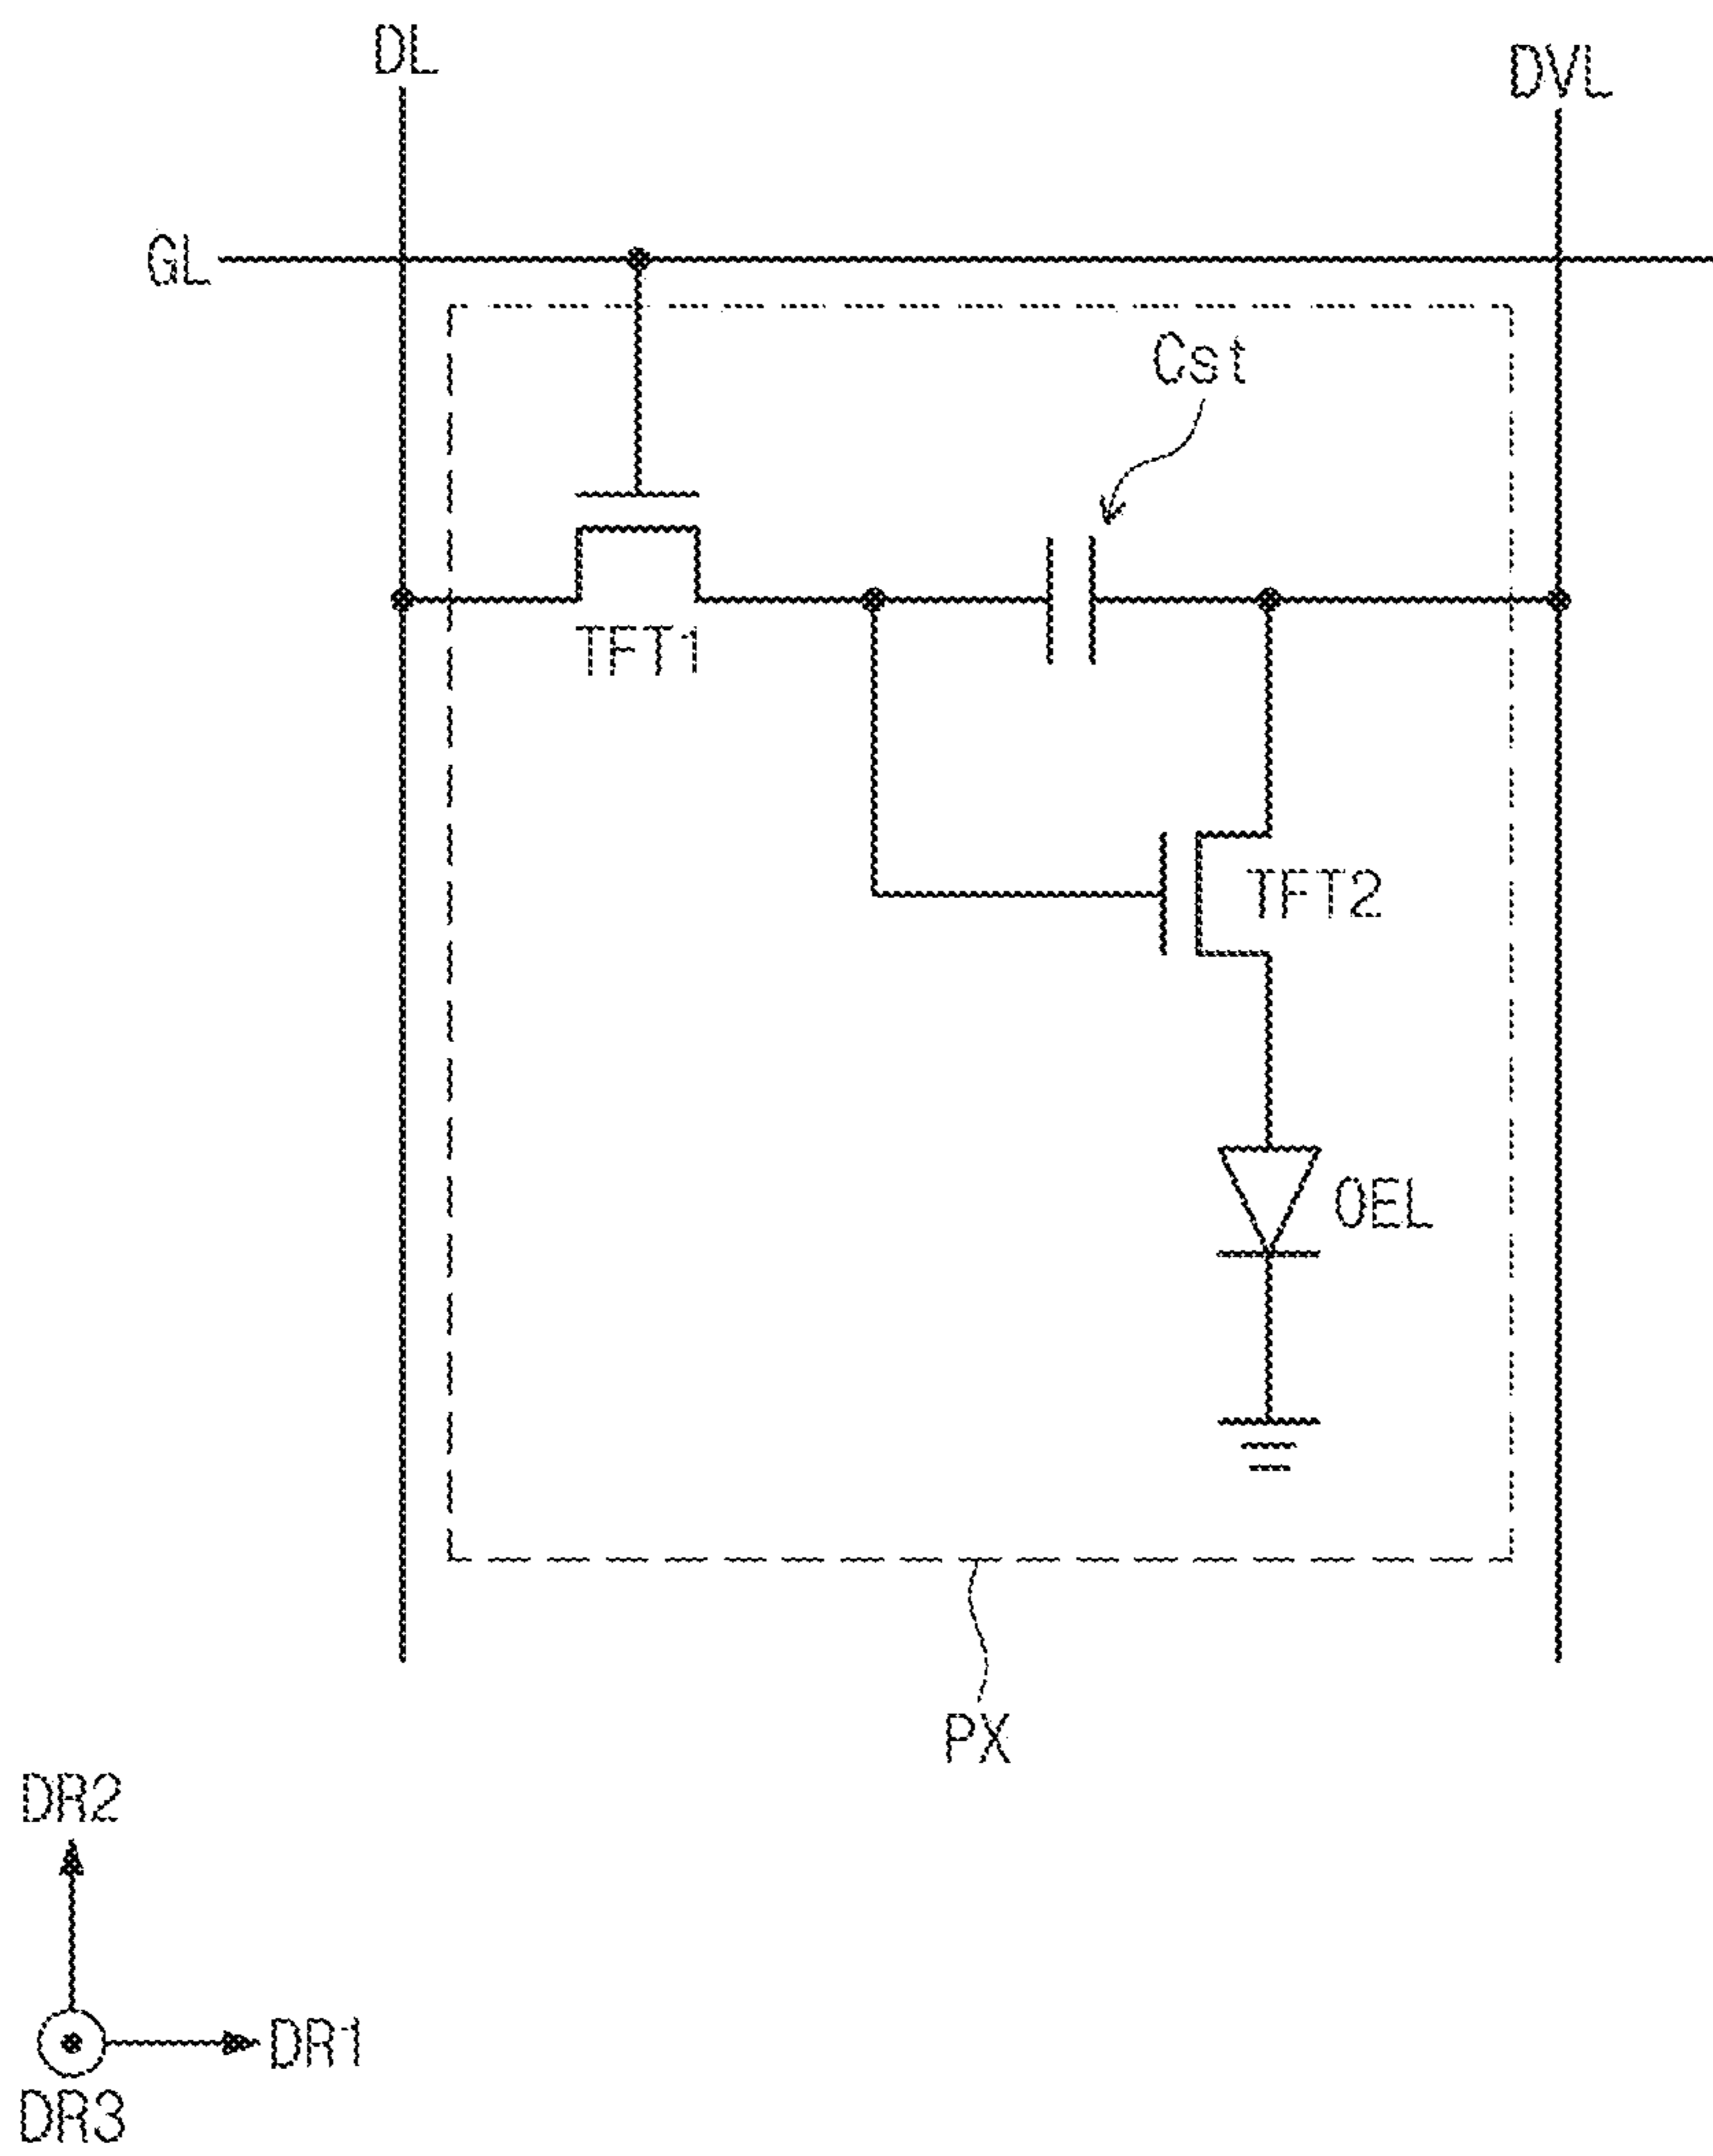 DL
DVL
GL
Cst
TFT1
TFT2
OEL
PX
DR2
DR1
DR3